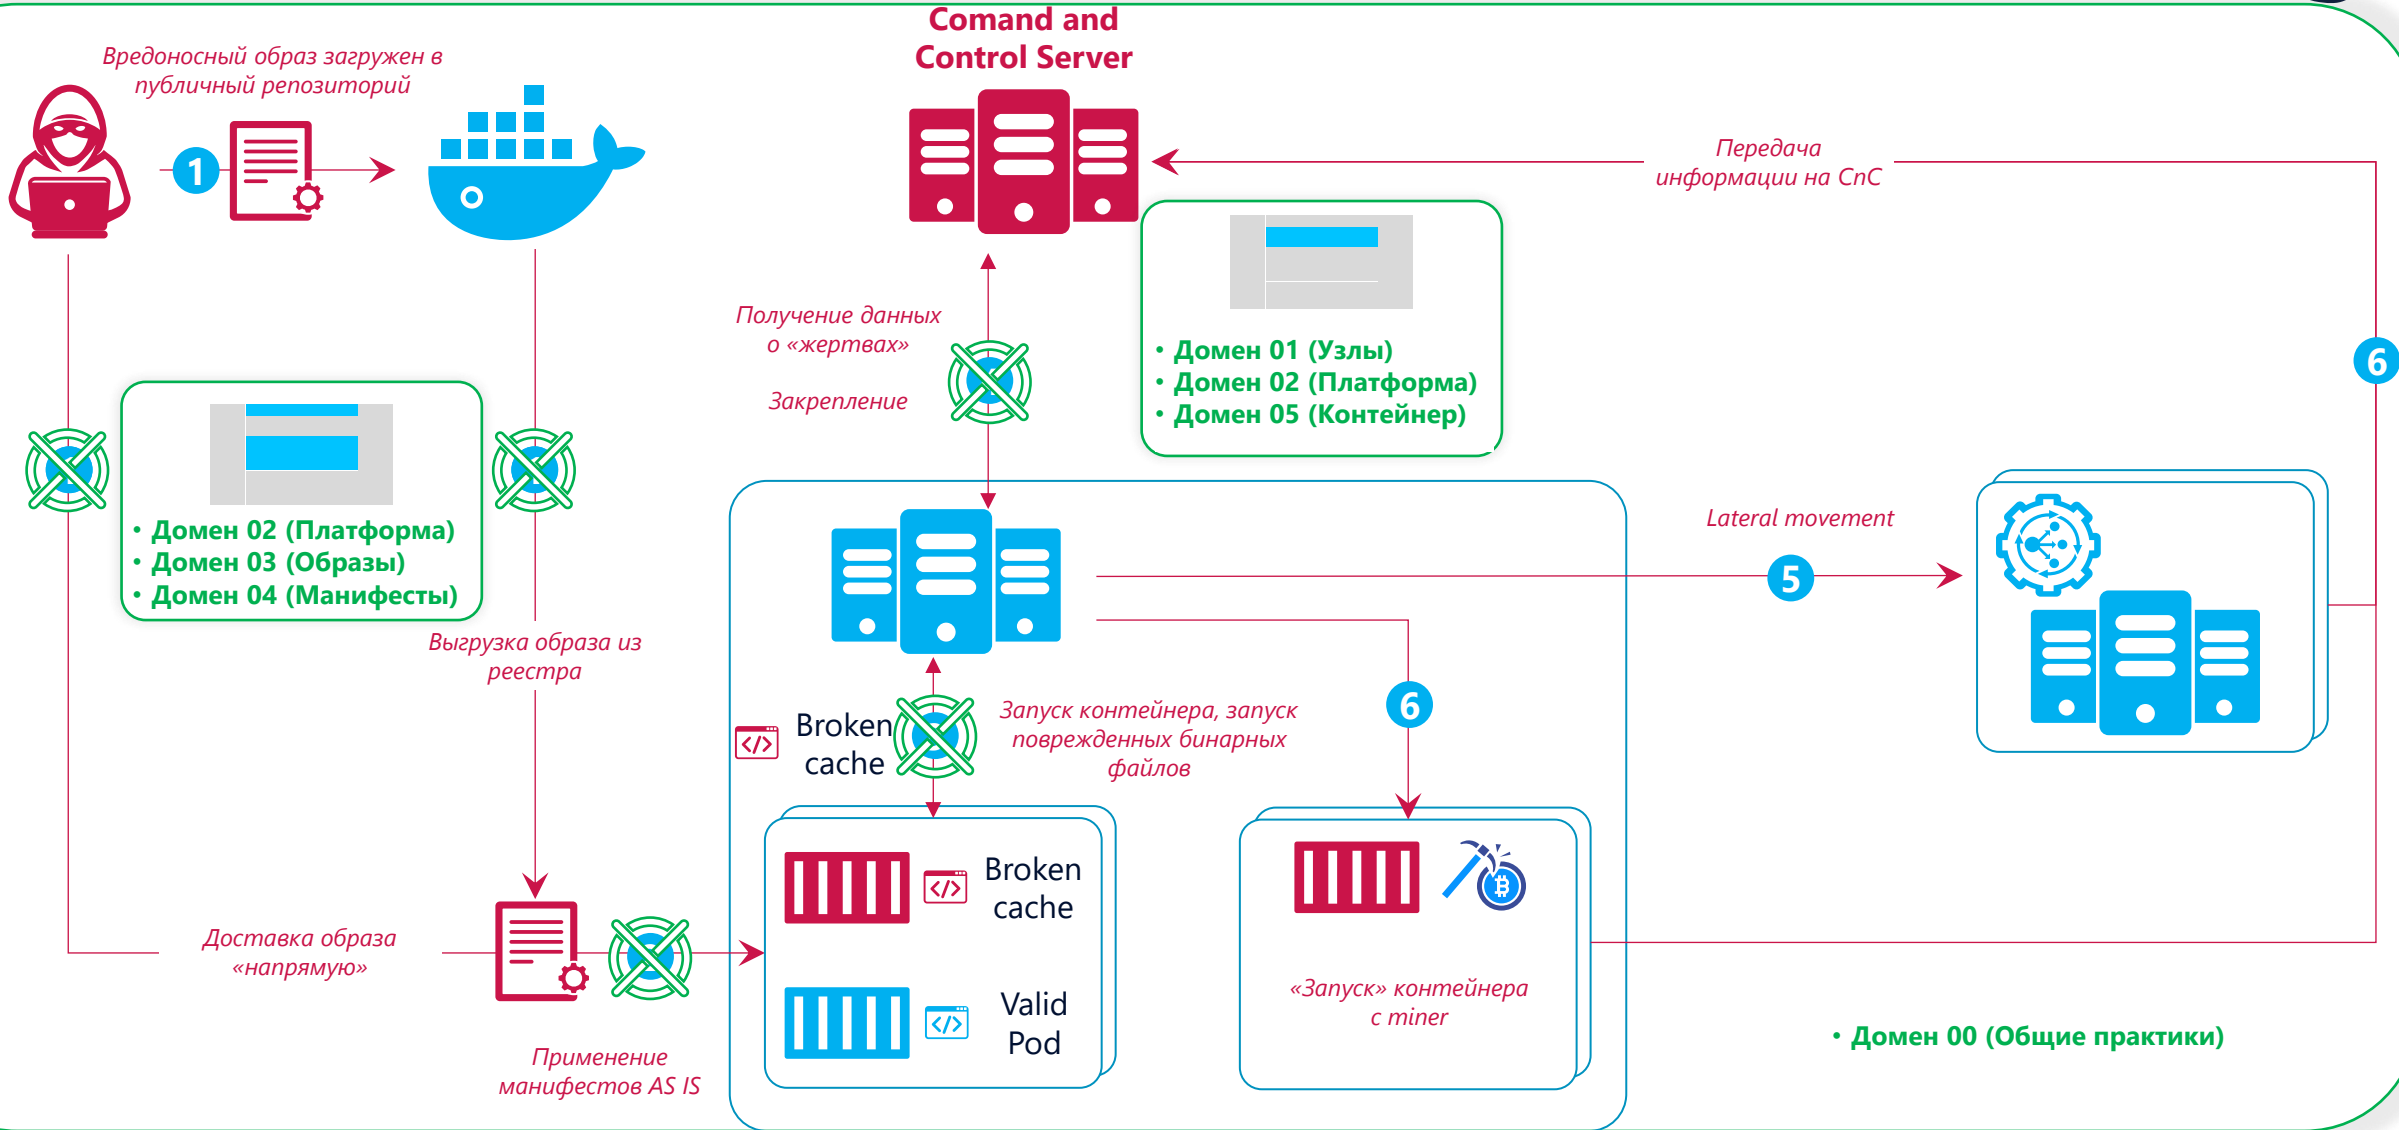 Comand and
Control Server
Вредоносный образ загружен в
публичный репозиторий
1
Передача
информации на CnC
Получение данных
о «жертвах»
Закрепление
• Домен 01 (Узлы)
• Домен 02 (Платформа)
• Домен 05 (Контейнер)
6
• Домен 02 (Платформа)
• Домен 03 (Образы)
• Домен 04 (Манифесты)
Lateral movement
5
Выгрузка образа из
реестра
6
Broken
cache
Запуск контейнера, запуск
поврежденных бинарных
файлов
Broken
cache
Доставка образа
«напрямую»
Valid
Pod
«Запуск» контейнера
с miner
Применение
манифестов AS IS
• Домен 00 (Общие практики)